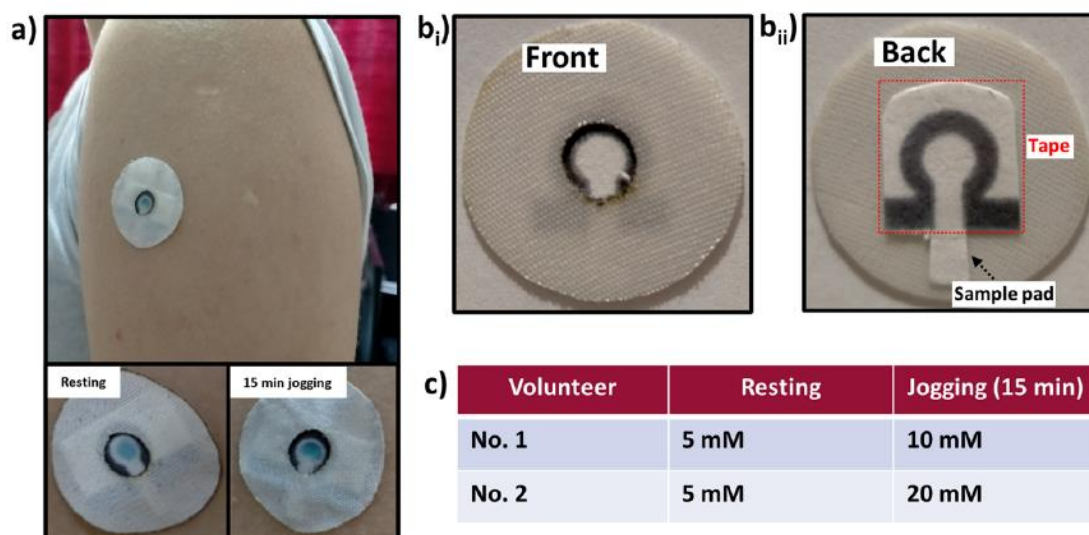 a)
Resting
15 min jogging
bi)
Front
bii)
Back
Tape
Sample pad
c)
Volunteer Resting Jogging (15 min)
No. 1 5 mM 10 mM
No. 2 5 mM 20 mM